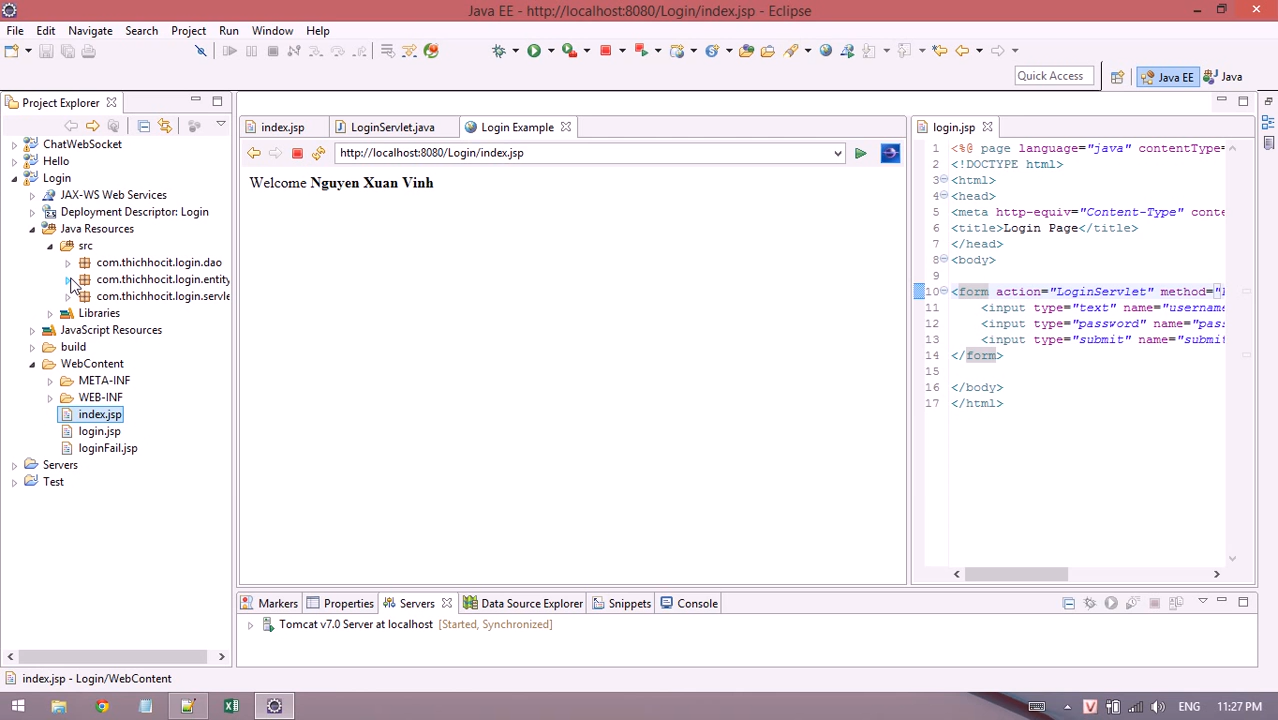 Java EE - http://localhost:8080/Login/index.jsp - Eclipse
File Edit Navigate Search Project Run Window Help
Quick Access
Java EE
Java
Project Explorer
ChatWebSocket
Hello
Login
JAX-WS Web Services
Deployment Descriptor: Login
Java Resources
src
com.thichhocit.login.dao
com.thichhocit.login.entity
com.thichhocit.login.servle
Libraries
JavaScript Resources
build
WebContent
META-INF
WEB-INF
index.jsp
login.jsp
loginFail.jsp
Servers
Test
index.jsp LoginServlet.java Login Example
http://localhost:8080/Login/index.jsp
Welcome Nguyen Xuan Vinh
login.jsp
1 <%@ page language="java" contentType=
2 <!DOCTYPE html>
3 <html>
4 <head>
5 <meta http-equiv="Content-Type" conte
6 <title>Login Page</title>
7 </head>
8 <body>
9
10 <form action="LoginServlet" method="
11 <input type="text" name="username
12 <input type="password" name="pass
13 <input type="submit" name="submit
14 </form>
15
16 </body>
17 </html>
Markers Properties Servers Data Source Explorer Snippets Console
Tomcat v7.0 Server at localhost [Started, Synchronized]
index.jsp - Login/WebContent
V ENG 11:27 PM